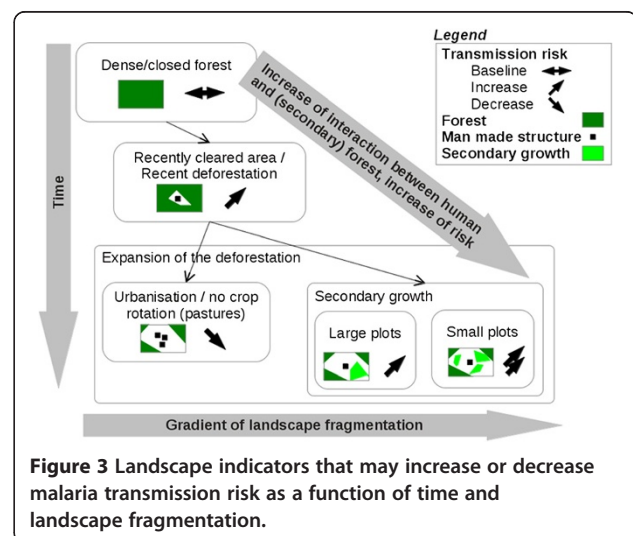 Dense/closed forest
Legend
Transmission risk
Baseline
Increase
Decrease
Forest
Man made structure
Secondary growth
Increase of interaction between human
and (secondary) forest, increase of risk
Time
Recently cleared area /
Recent deforestation
Expansion of the deforestation
Urbanisation / no crop
rotation (pastures)
Secondary growth
Large plots
Small plots
Gradient of landscape fragmentation
Figure 3 Landscape indicators that may increase or decrease
malaria transmission risk as a function of time and
landscape fragmentation.